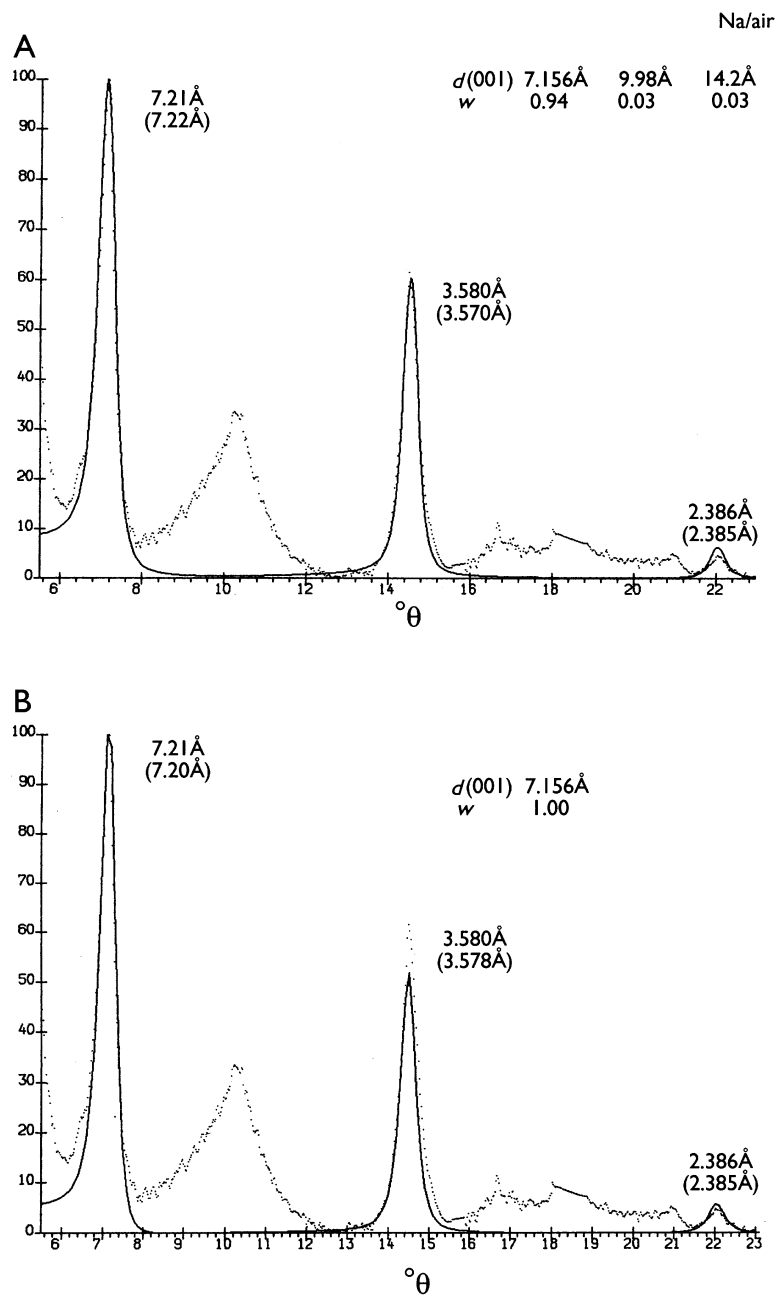 Na/air
A
d(001) 7.156Å 9.98Å 14.2Å
w 0.94 0.03 0.03
100
90
80
70
60
50
40
30
20
10
0
7.21Å
(7.22Å)
3.580Å
(3.570Å)
2.386Å
(2.385Å)
6 8 10 12 14 16 18 20 22
°θ
B
d(001) 7.156Å
w 1.00
100
90
80
70
60
50
40
30
20
10
0
7.21Å
(7.20Å)
3.580Å
(3.578Å)
2.386Å
(2.385Å)
6 7 8 9 10 11 12 13 14 15 16 17 18 19 20 21 22 23
°θ